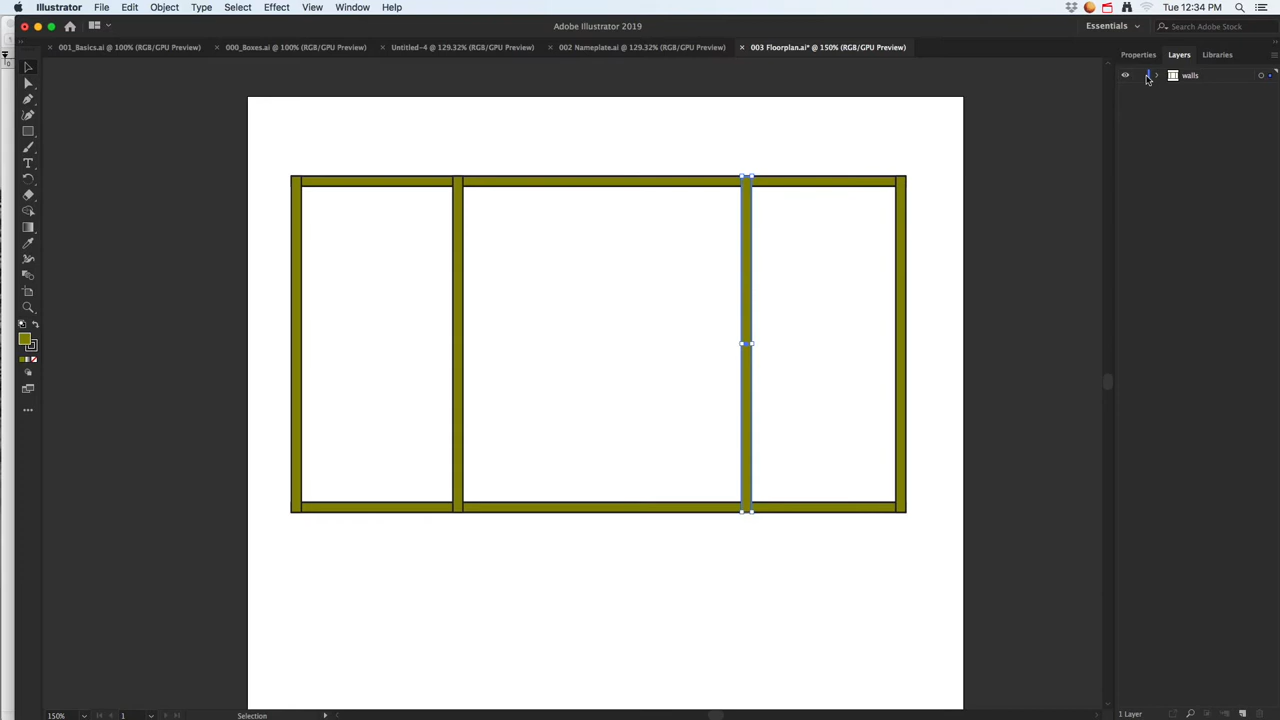 Illustrator File Edit Object Type Select Effect View Window Help
Tue 12:34 PM
Adobe Illustrator 2019
Essentials
Search Adobe Stock
001_Basics.ai @ 100% (RGB/GPU Preview)
000_Boxes.ai @ 100% (RGB/GPU Preview)
Untitled-4 @ 129.32% (RGB/GPU Preview)
002 Nameplate.ai @ 129.32% (RGB/GPU Preview)
003 Floorplan.ai* @ 150% (RGB/GPU Preview)
Properties Layers Libraries
walls
150%
1
Selection
1 Layer